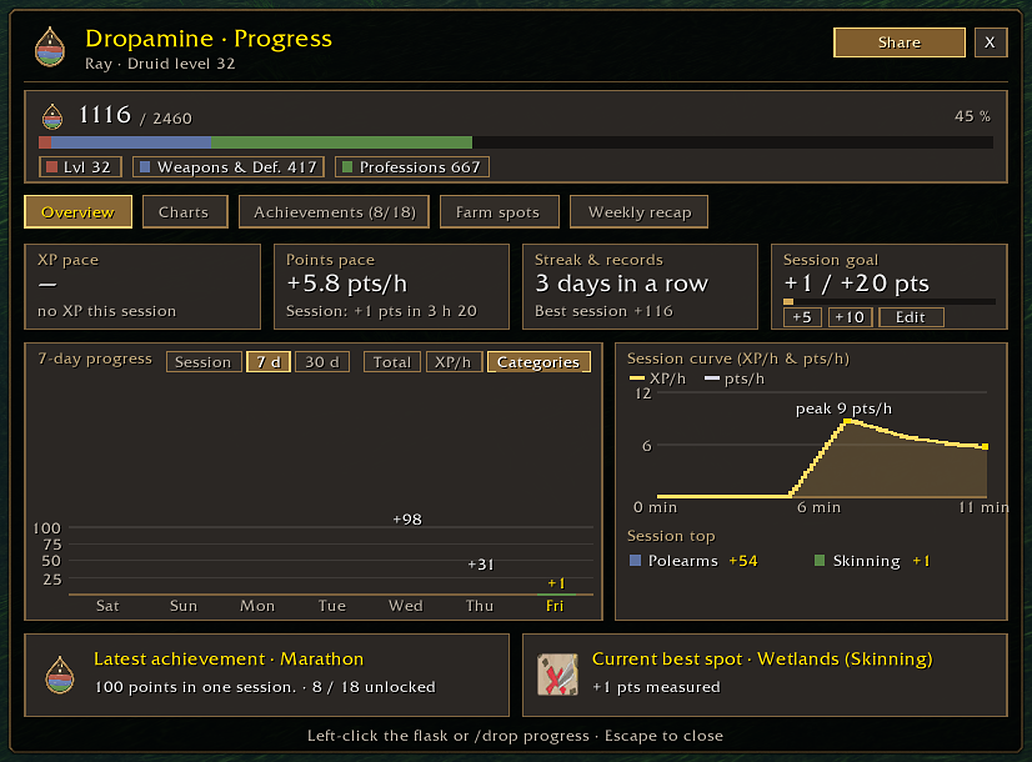 Dropamine · Progress
Ray · Druid level 32
Share
X
1116 / 2460
45 %
Lvl 32
Weapons & Def. 417
Professions 667
Overview
Charts
Achievements (8/18)
Farm spots
Weekly recap
XP pace
—
no XP this session
Points pace
+5.8 pts/h
Session: +1 pts in 3 h 20
Streak & records
3 days in a row
Best session +116
Session goal
+1 / +20 pts
+5
+10
Edit
7-day progress
Session
7 d
30 d
Total
XP/h
Categories
+98
100
75
50
+31
25
+1
Sat
Sun
Mon
Tue
Wed
Thu
Fri
Session curve (XP/h & pts/h)
XP/h
pts/h
12
peak 9 pts/h
6
0 min
6 min
11 min
Session top
Polearms +54
Skinning +1
Latest achievement · Marathon
100 points in one session. · 8 / 18 unlocked
Current best spot · Wetlands (Skinning)
+1 pts measured
Left-click the flask or /drop progress · Escape to close